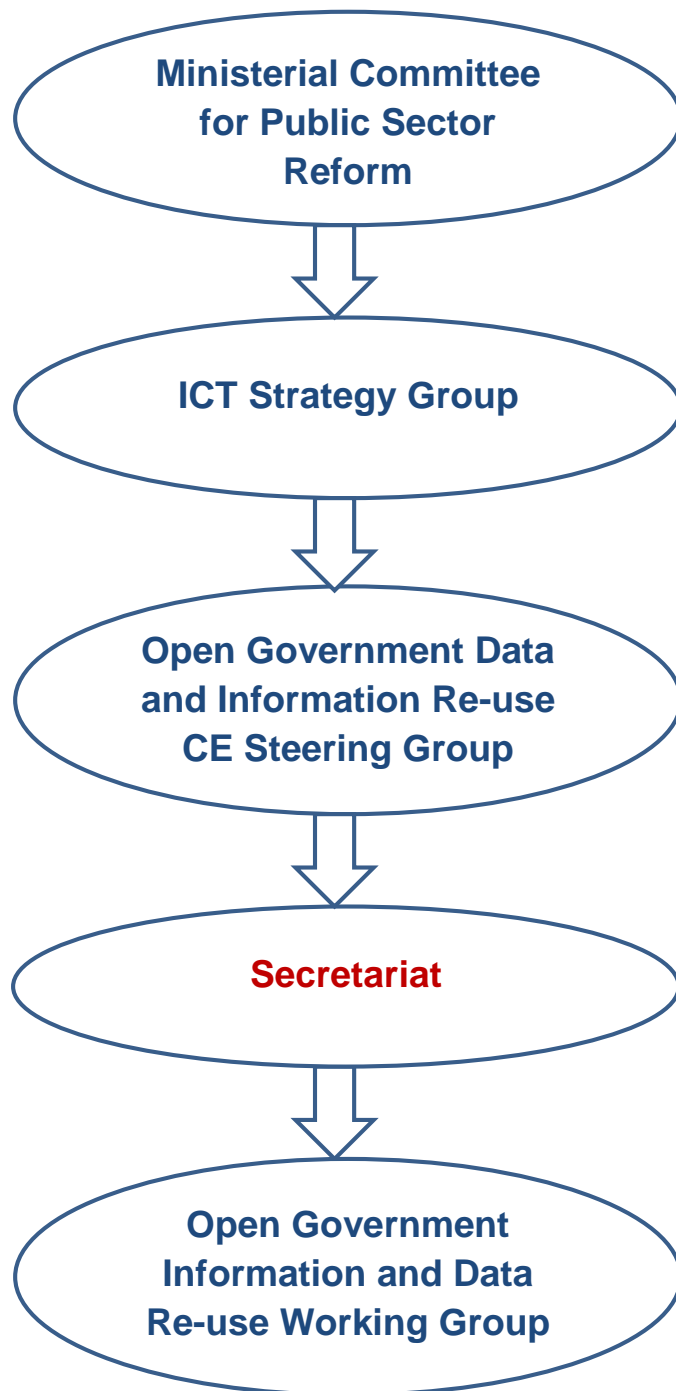 Ministerial Committee
for Public Sector
Reform
ICT Strategy Group
Open Government Data
and Information Re-use
CE Steering Group
Secretariat
Open Government
Information and Data
Re-use Working Group